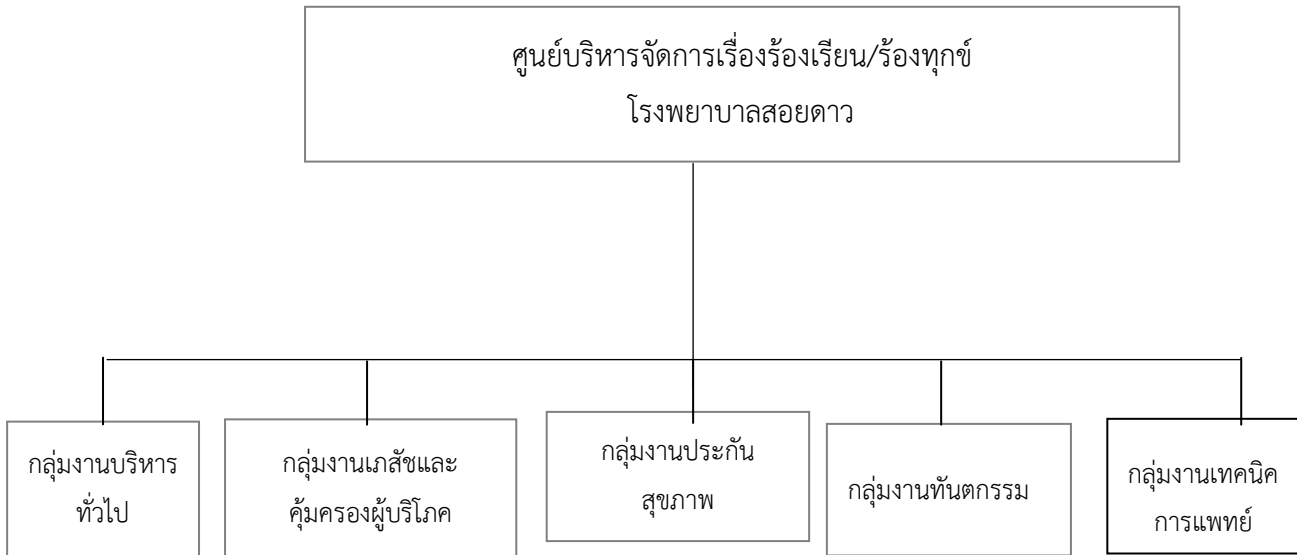 ศูนย์บริหารจัดการเรื่องร้องเรียน/ร้องทุกข์
โรงพยาบาลสอยดาว
กลุ่มงานบริหาร
ทั่วไป
กลุ่มงานเภสัชและ
คุ้มครองผู้บริโภค
กลุ่มงานประกัน
สุขภาพ
กลุ่มงานทันตกรรม
กลุ่มงานเทคนิค
การแพทย์